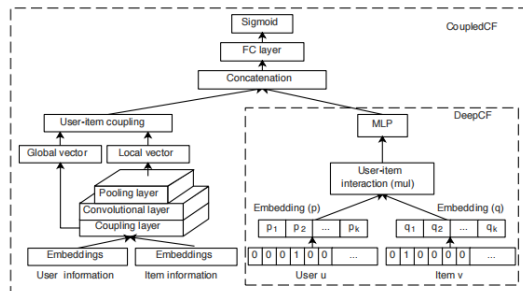 Sigmoid
CoupledCF
FC layer
Concatenation
User-item coupling
MLP
DeepCF
Global vector
Local vector
User-item
interaction (mul)
Pooling layer
Convolutional layer
Coupling layer
Embedding (p)
Embedding (q)
p1 p2 ... pk
q1 q2 ... qk
Embeddings
Embeddings
0 0 0 1 0 0 ...
0 1 0 0 0 0 ...
User information
Item information
User u
Item v